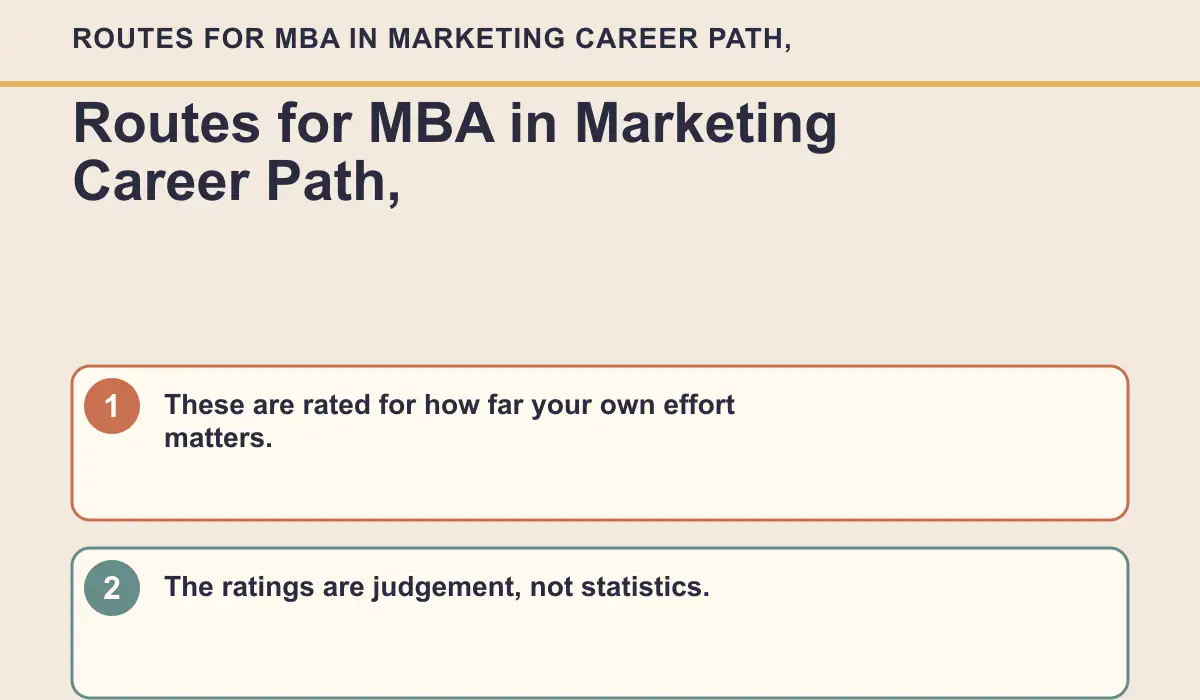 ROUTES FOR MBA IN MARKETING CAREER PATH,
Routes for MBA in Marketing
Career Path,
1
These are rated for how far your own effort
matters.
2
The ratings are judgement, not statistics.